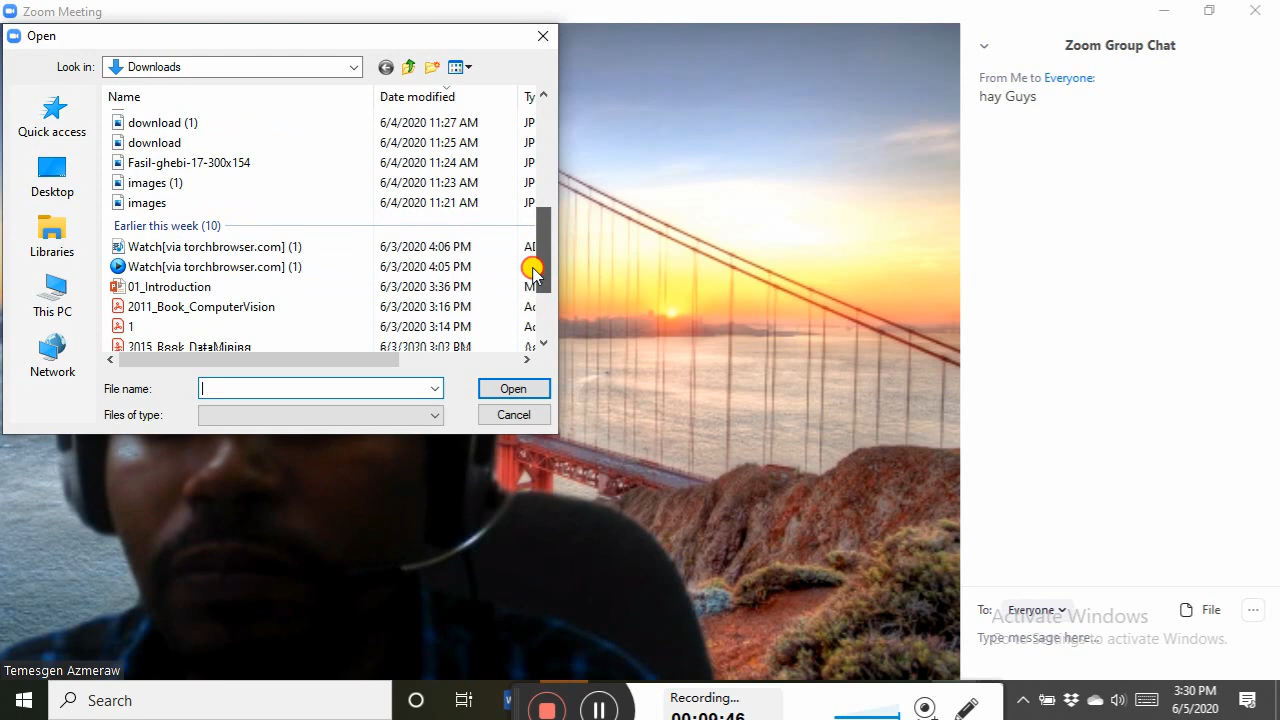 Zoom Meeting
Open
Look in: Downloads
Name Date modified Ty
download (1) 6/4/2020 11:27 AM JP
download 6/4/2020 11:25 AM JP
Fasil-ghebi-17-300x154 6/4/2020 11:24 AM JP
images (1) 6/4/2020 11:23 AM JP
images 6/4/2020 11:21 AM JP
Earlier this week (10)
Watch[via torchbrowser.com] (1) 6/3/2020 4:06 PM
Watch[via torchbrowser.com] (1) 6/3/2020 4:05 PM
01_Introduction 6/3/2020 3:36 PM
2011_Book_ComputerVision 6/3/2020 3:16 PM Ac
1 6/3/2020 3:14 PM Ac
2015_Book_DataMining 6/3/2020 3:03 PM
Quick access
Desktop
Libraries
This PC
Network
File name: Open
Files of type: Cancel
Zoom Group Chat
From Me to Everyone:
hay Guys
To: Everyone File ...
Activate Windows
Type message here...
Go to Settings to activate Windows.
Temesgen Azmeraw
Search
Recording...
00:09:46
3:30 PM
6/5/2020